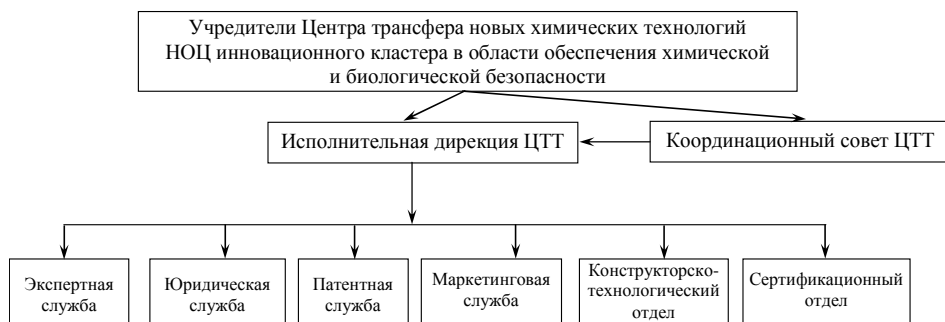 Учредители Центра трансфера новых химических технологий
НОЦ инновационного кластера в области обеспечения химической
и биологической безопасности
Исполнительная дирекция ЦТТ
Координационный совет ЦТТ
Экспертная
служба
Юридическая
служба
Патентная
служба
Маркетинговая
служба
Конструкторско-
технологический
отдел
Сертификационный
отдел